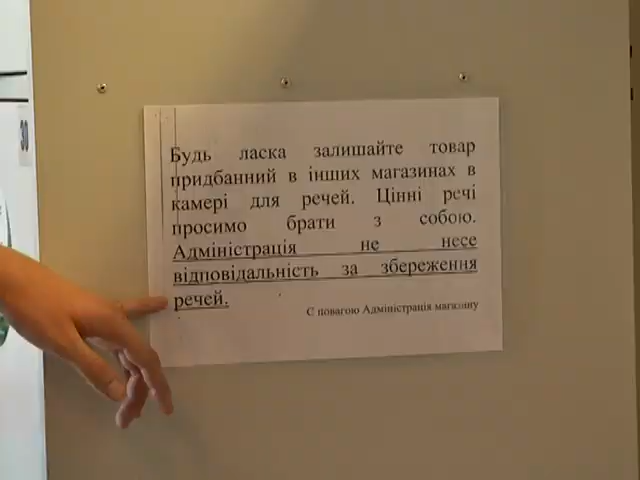 Будь ласка залишайте товар
придбанний в інших магазинах в
камері для речей. Цінні речі
просимо брати з собою.
Адміністрація не несе
відповідальність за збереження
речей.
С повагою Адміністрація магазину
30